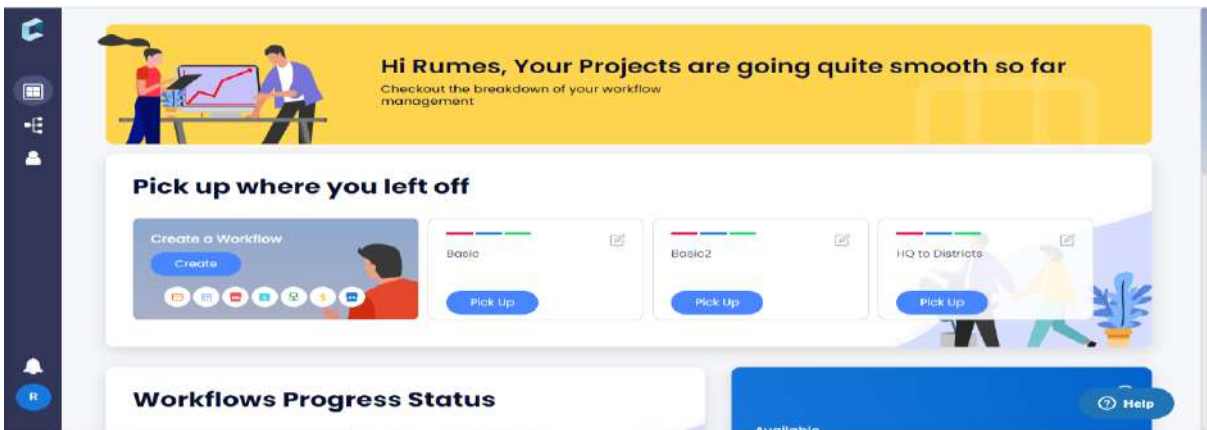 Hi Rumes, Your Projects are going quite smooth so far
Checkout the breakdown of your workflow
management
Pick up where you left off
Create a Workflow
Create
Basic
Pick Up
Basic2
Pick Up
HQ to Districts
Pick Up
Workflows Progress Status
Available
R
Help